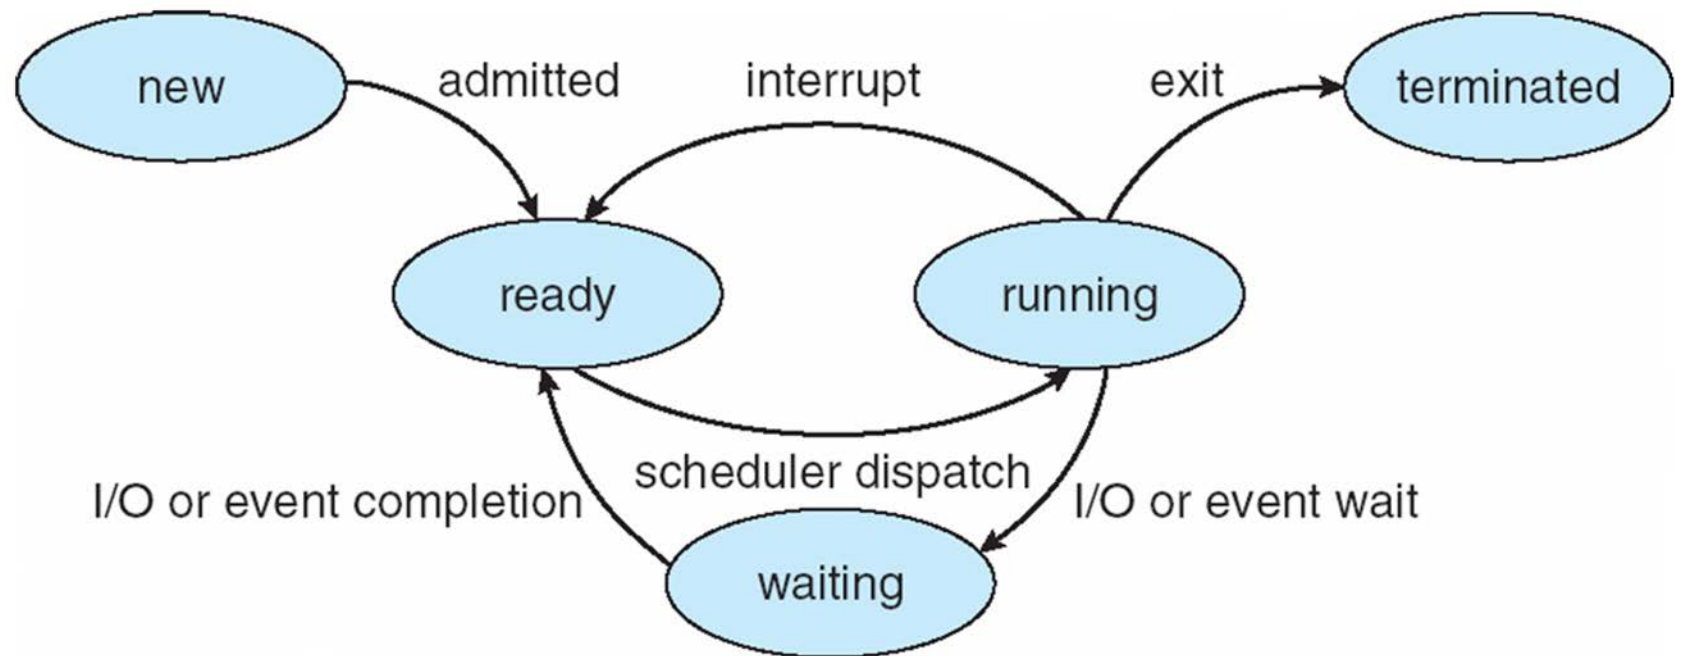 new
admitted
interrupt
exit
terminated
ready
running
scheduler dispatch
I/O or event completion
I/O or event wait
waiting